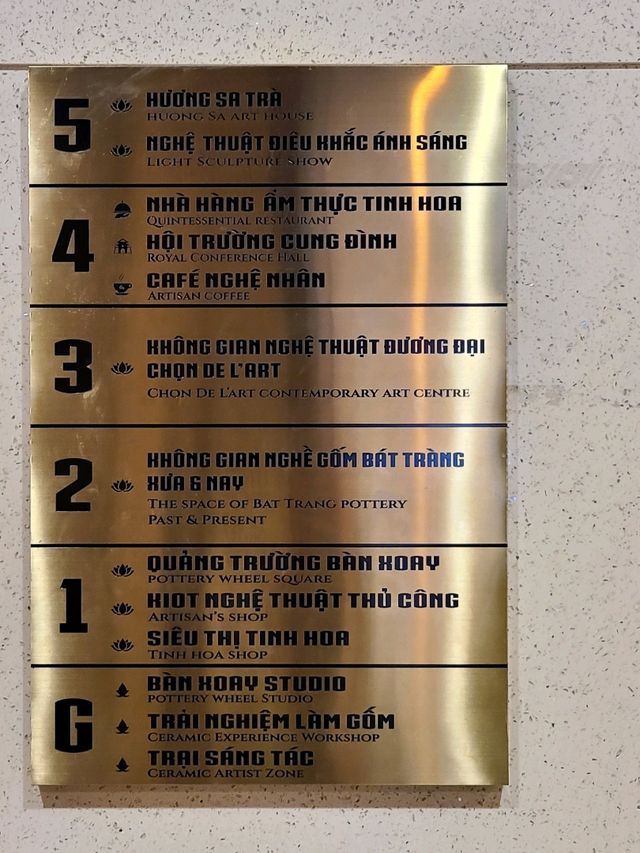 5
HƯƠNG SA TRÀ
HUONG SA ART HOUSE
NGHỆ THUẬT ĐIÊU KHẮC ÁNH SÁNG
LIGHT SCULPTURE SHOW
4
NHÀ HÀNG ẨM THỰC TINH HOA
QUINTESSENTIAL RESTAURANT
HỘI TRƯỜNG CUNG ĐÌNH
ROYAL CONFERENCE HALL
CAFÉ NGHỆ NHÂN
ARTISAN COFFEE
3
KHÔNG GIAN NGHỆ THUẬT ĐƯƠNG ĐẠI
CHỌN DE L'ART
CHON DE L'ART CONTEMPORARY ART CENTRE
2
KHÔNG GIAN NGHỀ GỐM BÁT TRÀNG
XƯA & NAY
THE SPACE OF BAT TRANG POTTERY
PAST & PRESENT
1
QUẢNG TRƯỜNG BÀN XOAY
POTTERY WHEEL SQUARE
KIOT NGHỆ THUẬT THỦ CÔNG
ARTISAN'S SHOP
SIÊU THỊ TINH HOA
TINH HOA SHOP
G
BÀN XOAY STUDIO
POTTERY WHEEL STUDIO
TRẢI NGHIỆM LÀM GỐM
CERAMIC EXPERIENCE WORKSHOP
TRẠI SÁNG TÁC
CERAMIC ARTIST ZONE